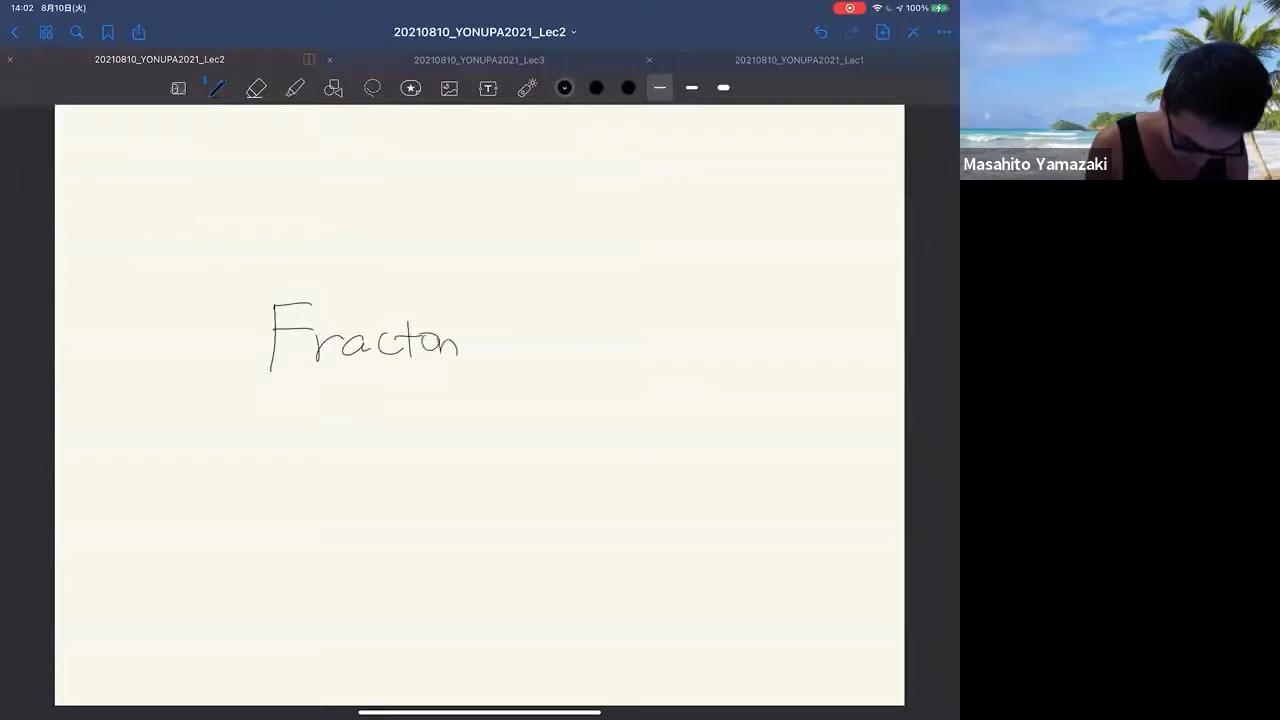 14:02 8月10日(火)
100%
20210810_YONUPA2021_Lec2
20210810_YONUPA2021_Lec2
20210810_YONUPA2021_Lec3
20210810_YONUPA2021_Lec1
T
Masahito Yamazaki
Fracton